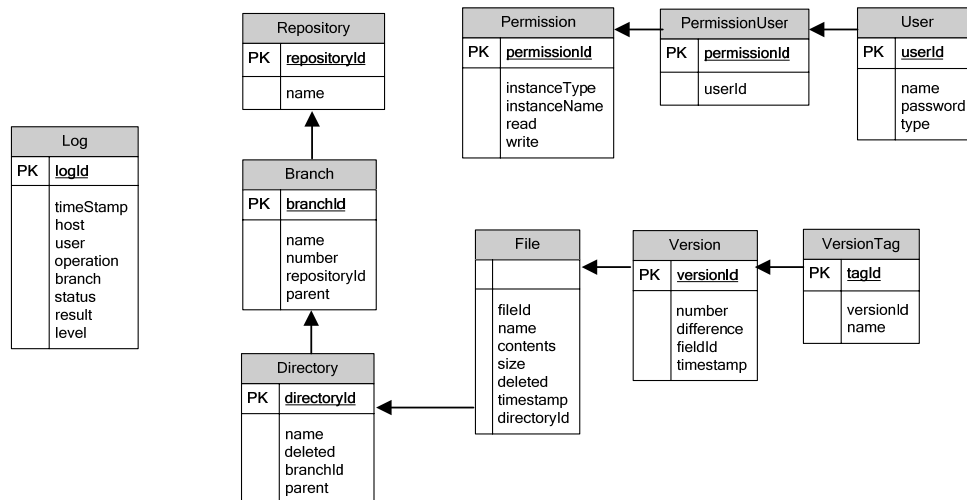 Repository
PK repositoryId
name
Permission
PK permissionId
instanceType
instanceName
read
write
PermissionUser
PK permissionId
userId
User
PK userId
name
password
type
Log
PK logId
timeStamp
host
user
operation
branch
status
result
level
Branch
PK branchId
name
number
repositoryId
parent
File
fileId
name
contents
size
deleted
timestamp
directoryId
Version
PK versionId
number
difference
fieldId
timestamp
VersionTag
PK tagId
versionId
name
Directory
PK directoryId
name
deleted
branchId
parent